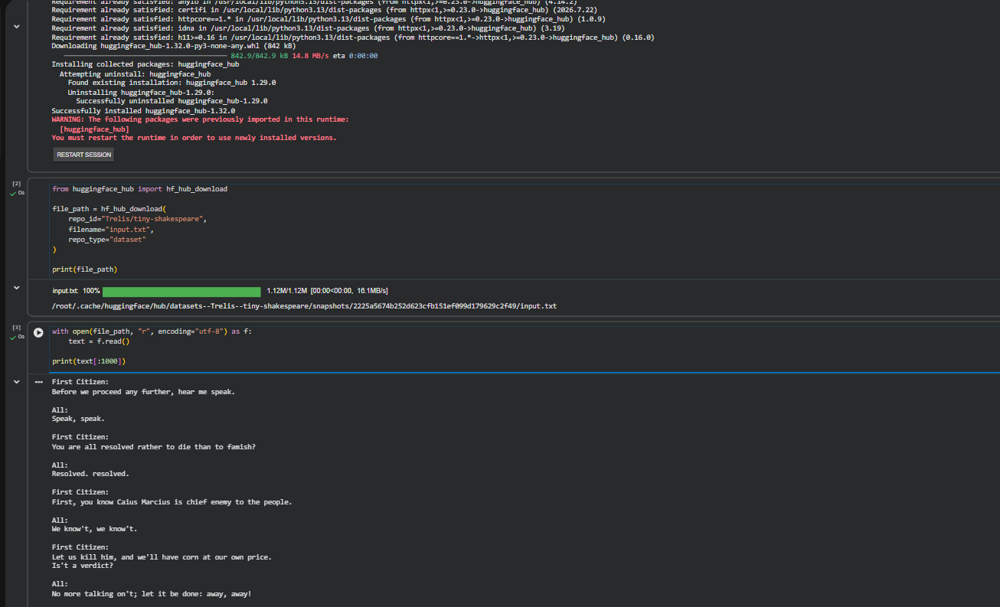 Requirement already satisfied: anyio in /usr/local/lib/python3.13/dist-packages (from httpx<1,>=0.23.0->huggingface_hub) (4.14.2)
Requirement already satisfied: certifi in /usr/local/lib/python3.13/dist-packages (from httpx<1,>=0.23.0->huggingface_hub) (2026.7.22)
Requirement already satisfied: httpcore==1.* in /usr/local/lib/python3.13/dist-packages (from httpx<1,>=0.23.0->huggingface_hub) (1.0.9)
Requirement already satisfied: idna in /usr/local/lib/python3.13/dist-packages (from httpx<1,>=0.23.0->huggingface_hub) (3.19)
Requirement already satisfied: h11>=0.16 in /usr/local/lib/python3.13/dist-packages (from httpcore==1.*->httpx<1,>=0.23.0->huggingface_hub) (0.16.0)
Downloading huggingface_hub-1.32.0-py3-none-any.whl (842 kB)
842.9/842.9 kB 14.8 MB/s eta 0:00:00
Installing collected packages: huggingface_hub
Attempting uninstall: huggingface_hub
Found existing installation: huggingface_hub 1.29.0
Uninstalling huggingface_hub-1.29.0:
Successfully uninstalled huggingface_hub-1.29.0
Successfully installed huggingface_hub-1.32.0
WARNING: The following packages were previously imported in this runtime:
[huggingface_hub]
You must restart the runtime in order to use newly installed versions.
RESTART SESSION
[2]
0s
from huggingface_hub import hf_hub_download
file_path = hf_hub_download(
repo_id="Trelis/tiny-shakespeare",
filename="input.txt",
repo_type="dataset"
)
print(file_path)
input.txt: 100% 1.12M/1.12M [00:00<00:00, 16.1MB/s]
/root/.cache/huggingface/hub/datasets--Trelis--tiny-shakespeare/snapshots/2225a5674b252d623cfb151ef099d179629c2f49/input.txt
[3]
0s
with open(file_path, "r", encoding="utf-8") as f:
text = f.read()
print(text[:1000])
First Citizen:
Before we proceed any further, hear me speak.
All:
Speak, speak.
First Citizen:
You are all resolved rather to die than to famish?
All:
Resolved. resolved.
First Citizen:
First, you know Caius Marcius is chief enemy to the people.
All:
We know't, we know't.
First Citizen:
Let us kill him, and we'll have corn at our own price.
Is't a verdict?
All:
No more talking on't; let it be done: away, away!